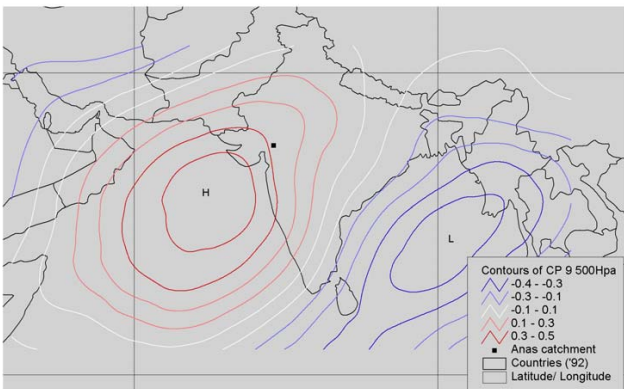 H
L
Contours of CP 9 500Hpa
-0.4 - -0.3
-0.3 - -0.1
-0.1 - 0.1
0.1 - 0.3
0.3 - 0.5
Anas catchment
Countries ('92)
Latitude/ Longitude